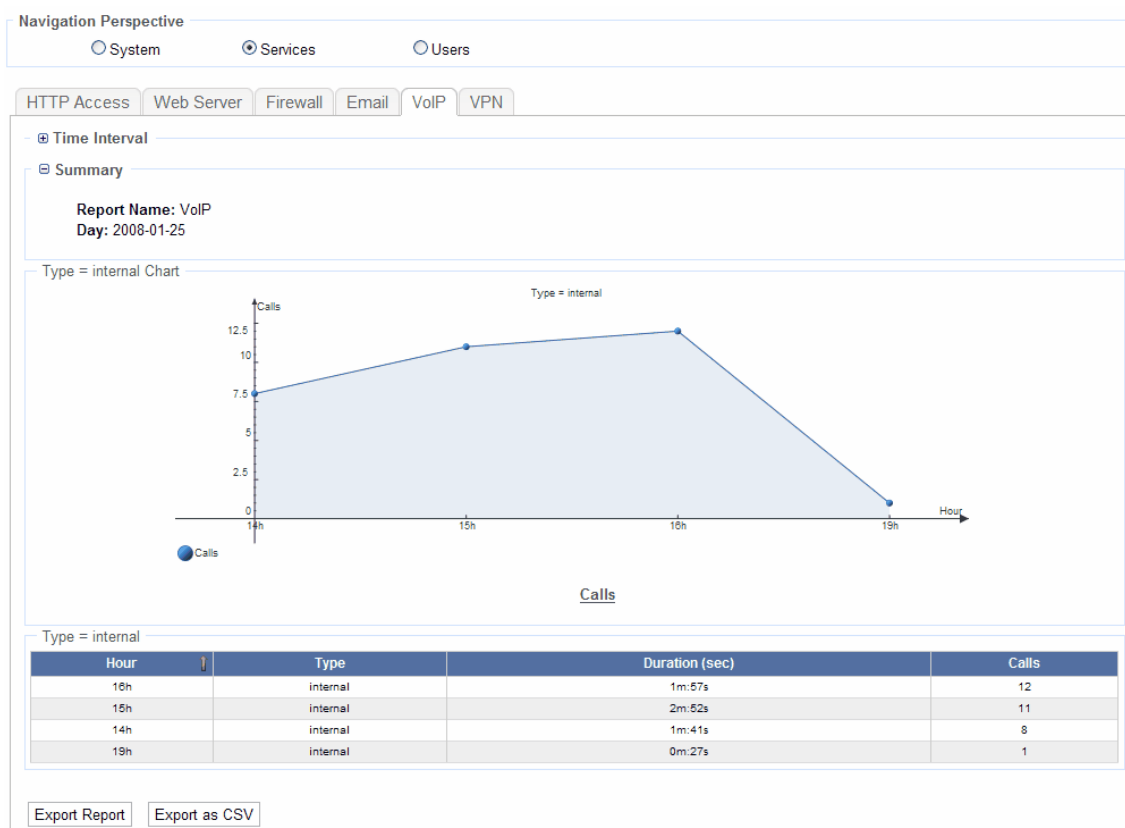 Navigation Perspective
System Services Users
HTTP Access Web Server Firewall Email VoIP VPN
Time Interval
Summary
Report Name: VoIP
Day: 2008-01-25
Type = internal Chart
Type = internal
Calls
12.5
10
7.5
5
2.5
0
14h 15h 16h 19h
Hour
Calls
Calls
Type = internal
Hour Type Duration (sec) Calls
16h internal 1m:57s 12
15h internal 2m:52s 11
14h internal 1m:41s 8
19h internal 0m:27s 1
Export Report Export as CSV